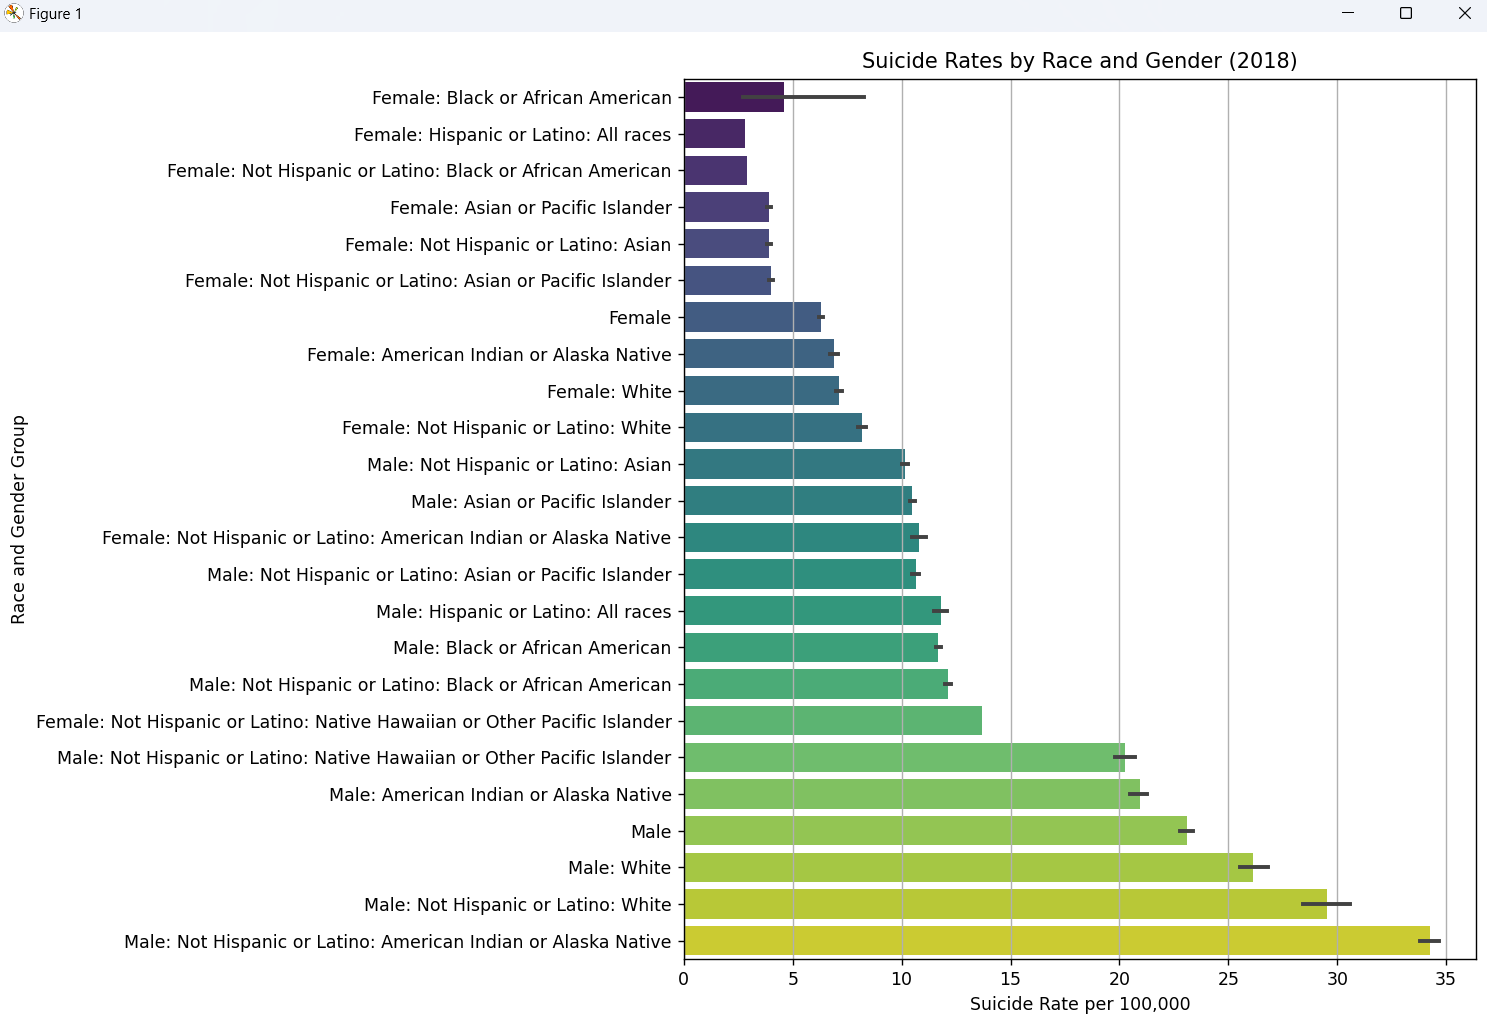 Figure 1
Suicide Rates by Race and Gender (2018)
Race and Gender Group
Female: Black or African American
Female: Hispanic or Latino: All races
Female: Not Hispanic or Latino: Black or African American
Female: Asian or Pacific Islander
Female: Not Hispanic or Latino: Asian
Female: Not Hispanic or Latino: Asian or Pacific Islander
Female
Female: American Indian or Alaska Native
Female: White
Female: Not Hispanic or Latino: White
Male: Not Hispanic or Latino: Asian
Male: Asian or Pacific Islander
Female: Not Hispanic or Latino: American Indian or Alaska Native
Male: Not Hispanic or Latino: Asian or Pacific Islander
Male: Hispanic or Latino: All races
Male: Black or African American
Male: Not Hispanic or Latino: Black or African American
Female: Not Hispanic or Latino: Native Hawaiian or Other Pacific Islander
Male: Not Hispanic or Latino: Native Hawaiian or Other Pacific Islander
Male: American Indian or Alaska Native
Male
Male: White
Male: Not Hispanic or Latino: White
Male: Not Hispanic or Latino: American Indian or Alaska Native
0 5 10 15 20 25 30 35
Suicide Rate per 100,000